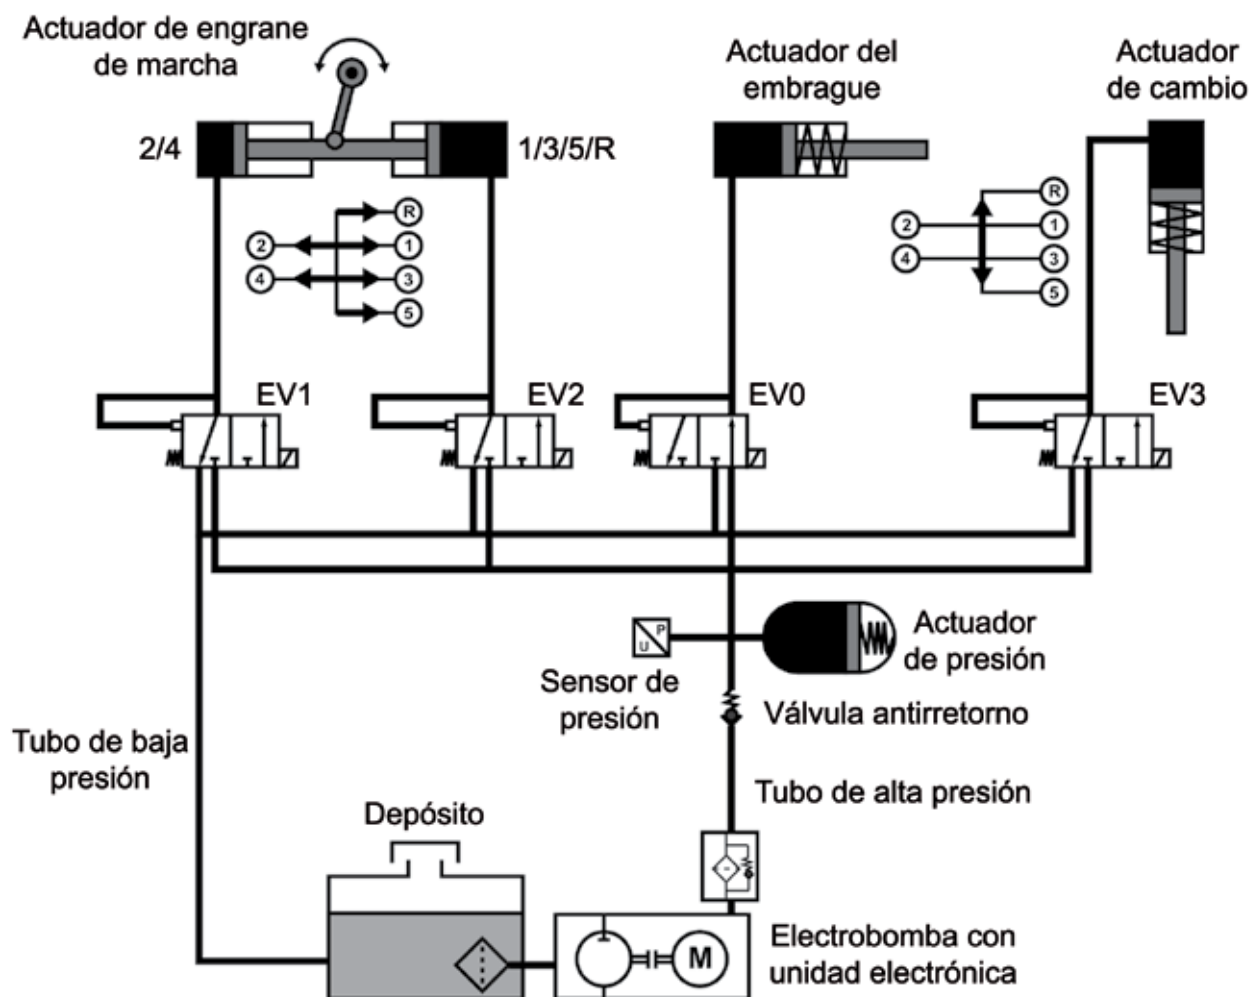 Actuador de engrane
de marcha
Actuador del
embrague
Actuador
de cambio
2/4
1/3/5/R
R
2
1
4
3
5
R
2
1
4
3
5
EV1
EV2
EV0
EV3
P
U
Sensor de
presión
Actuador
de presión
Válvula antirretorno
Tubo de baja
presión
Tubo de alta presión
Depósito
M
Electrobomba con
unidad electrónica